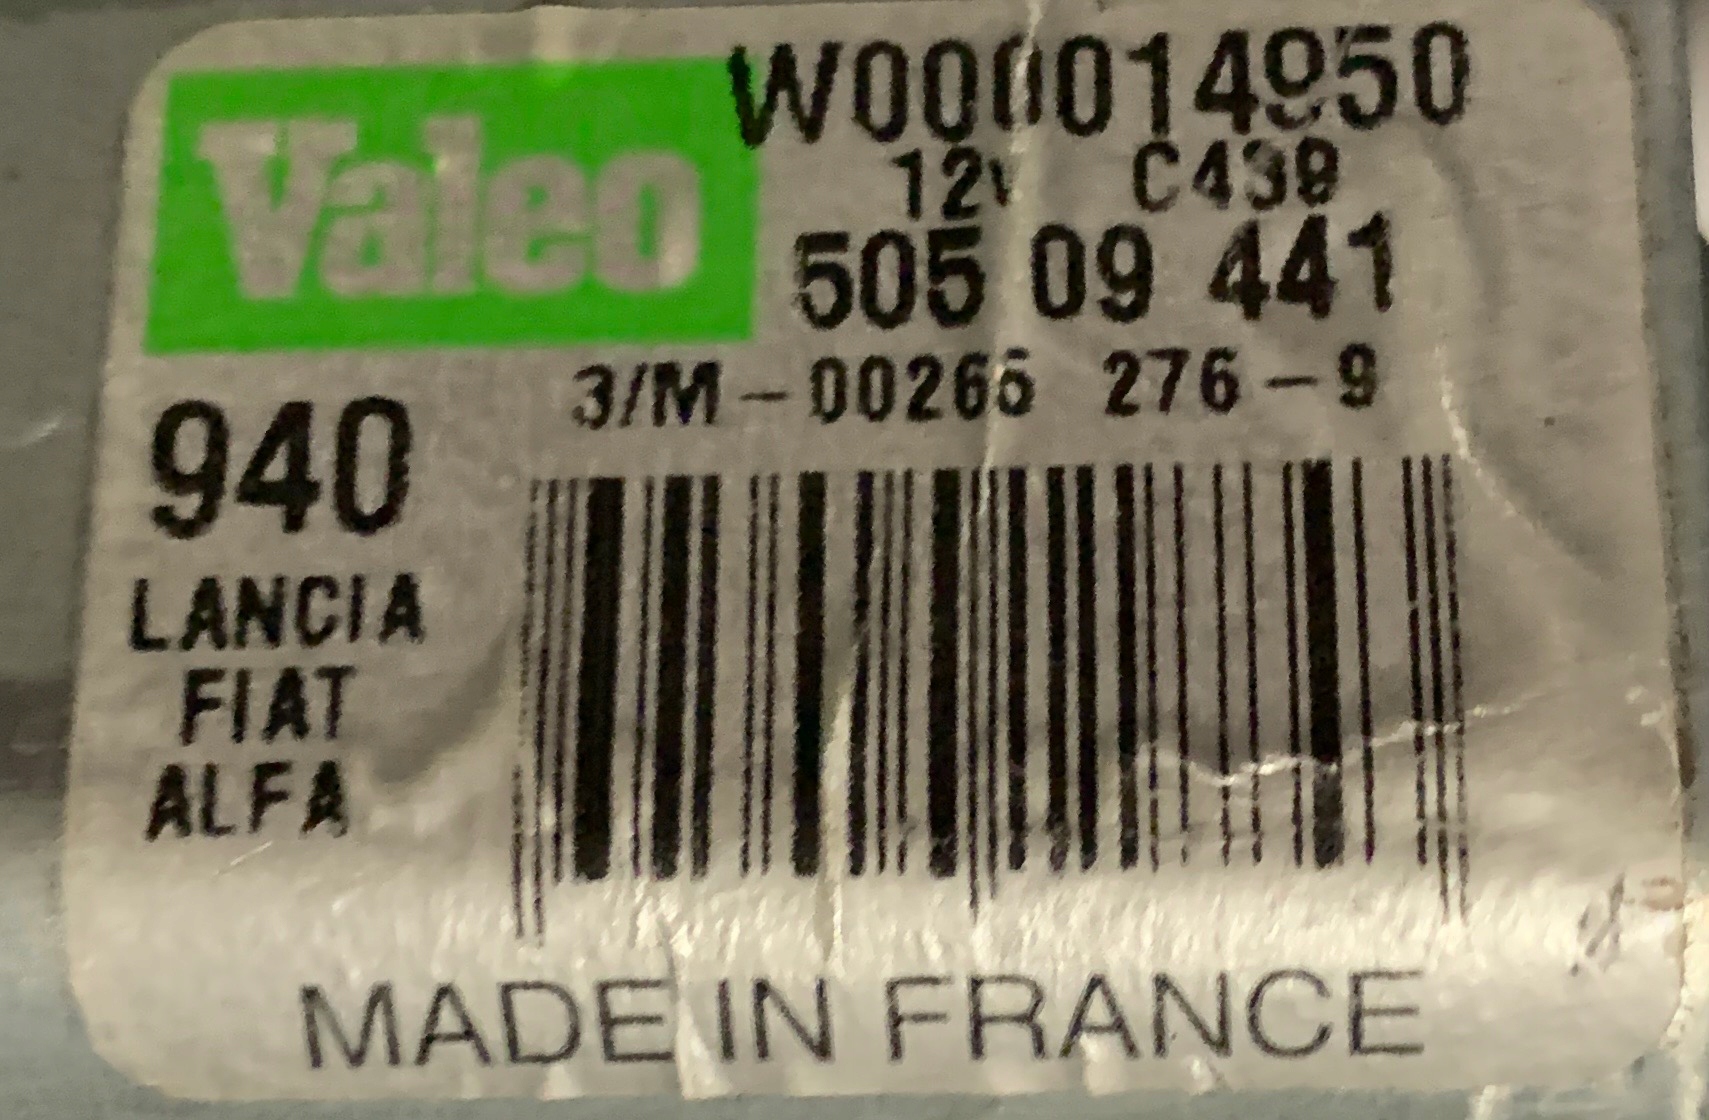 Valeo
W000014950
12v C439
505 09 441
3/M-00266 276-9
940
LANCIA
FIAT
ALFA
MADE IN FRANCE